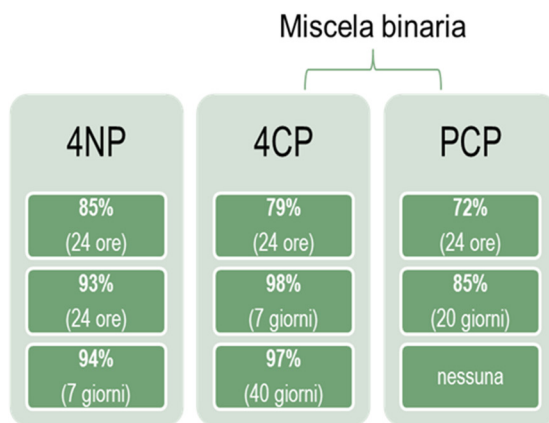 Miscela binaria
4NP
85%
(24 ore)
93%
(24 ore)
94%
(7 giorni)
4CP
79%
(24 ore)
98%
(7 giorni)
97%
(40 giorni)
PCP
72%
(24 ore)
85%
(20 giorni)
nessuna